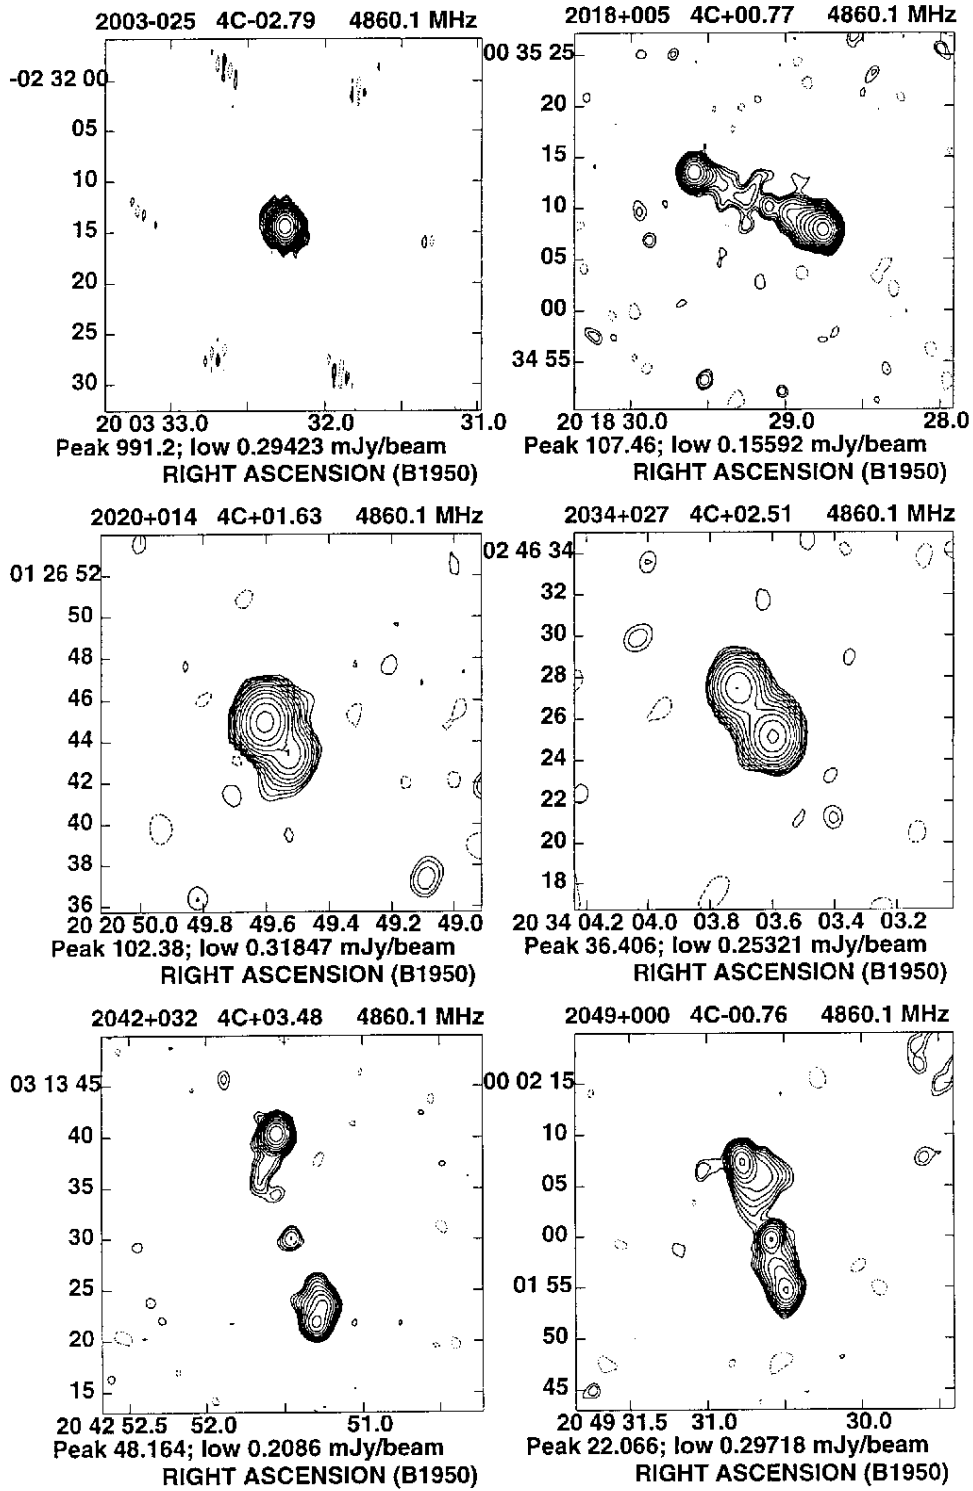 2003-025 4C-02.79 4860.1 MHz
-02 32 00
05
10
15
20
25
30
20 03 33.0 32.0 31.0
Peak 991.2; low 0.29423 mJy/beam
RIGHT ASCENSION (B1950)
2018+005 4C+00.77 4860.1 MHz
00 35 25
20
15
10
05
00
34 55
20 18 30.0 29.0 28.0
Peak 107.46; low 0.15592 mJy/beam
RIGHT ASCENSION (B1950)
2020+014 4C+01.63 4860.1 MHz
01 26 52
50
48
46
44
42
40
38
36
20 20 50.0 49.8 49.6 49.4 49.2 49.0
Peak 102.38; low 0.31847 mJy/beam
RIGHT ASCENSION (B1950)
2034+027 4C+02.51 4860.1 MHz
02 46 34
32
30
28
26
24
22
20
18
20 34 04.2 04.0 03.8 03.6 03.4 03.2
Peak 36.406; low 0.25321 mJy/beam
RIGHT ASCENSION (B1950)
2042+032 4C+03.48 4860.1 MHz
03 13 45
40
35
30
25
20
15
20 42 52.5 52.0 51.0
Peak 48.164; low 0.2086 mJy/beam
RIGHT ASCENSION (B1950)
2049+000 4C-00.76 4860.1 MHz
00 02 15
10
05
00
01 55
50
45
20 49 31.5 31.0 30.0
Peak 22.066; low 0.29718 mJy/beam
RIGHT ASCENSION (B1950)